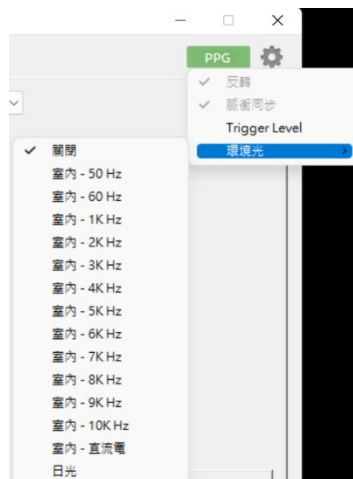 PPG
反轉
脈衝同步
Trigger Level
環境光
關閉
室內 - 50 Hz
室內 - 60 Hz
室內 - 1K Hz
室內 - 2K Hz
室內 - 3K Hz
室內 - 4K Hz
室內 - 5K Hz
室內 - 6K Hz
室內 - 7K Hz
室內 - 8K Hz
室內 - 9K Hz
室內 - 10K Hz
室內 - 直流電
日光